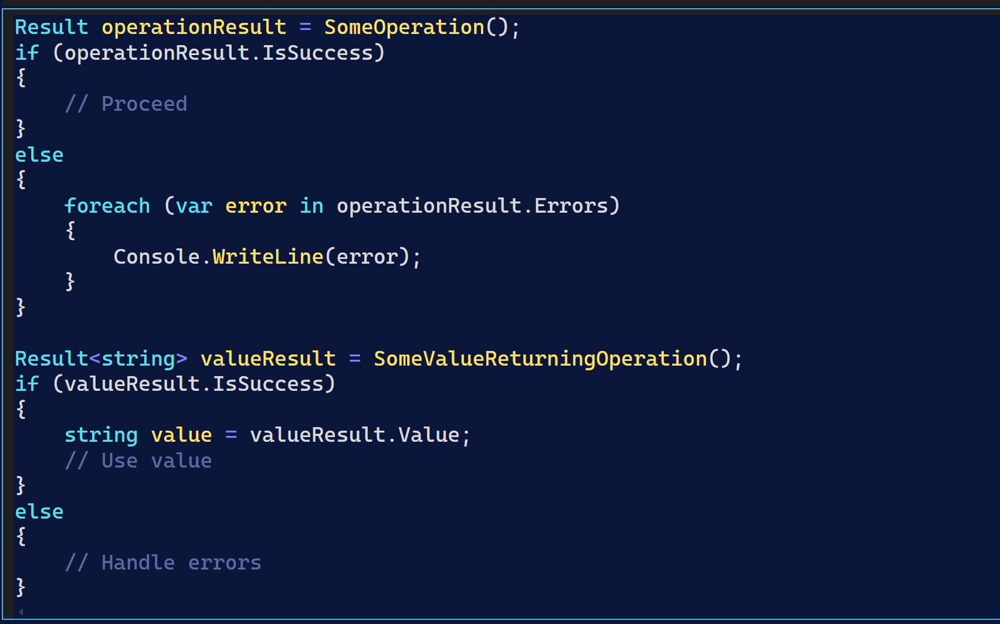 Result operationResult = SomeOperation();
if (operationResult.IsSuccess)
{
    // Proceed
}
else
{
    foreach (var error in operationResult.Errors)
    {
        Console.WriteLine(error);
    }
}

Result<string> valueResult = SomeValueReturningOperation();
if (valueResult.IsSuccess)
{
    string value = valueResult.Value;
    // Use value
}
else
{
    // Handle errors
}